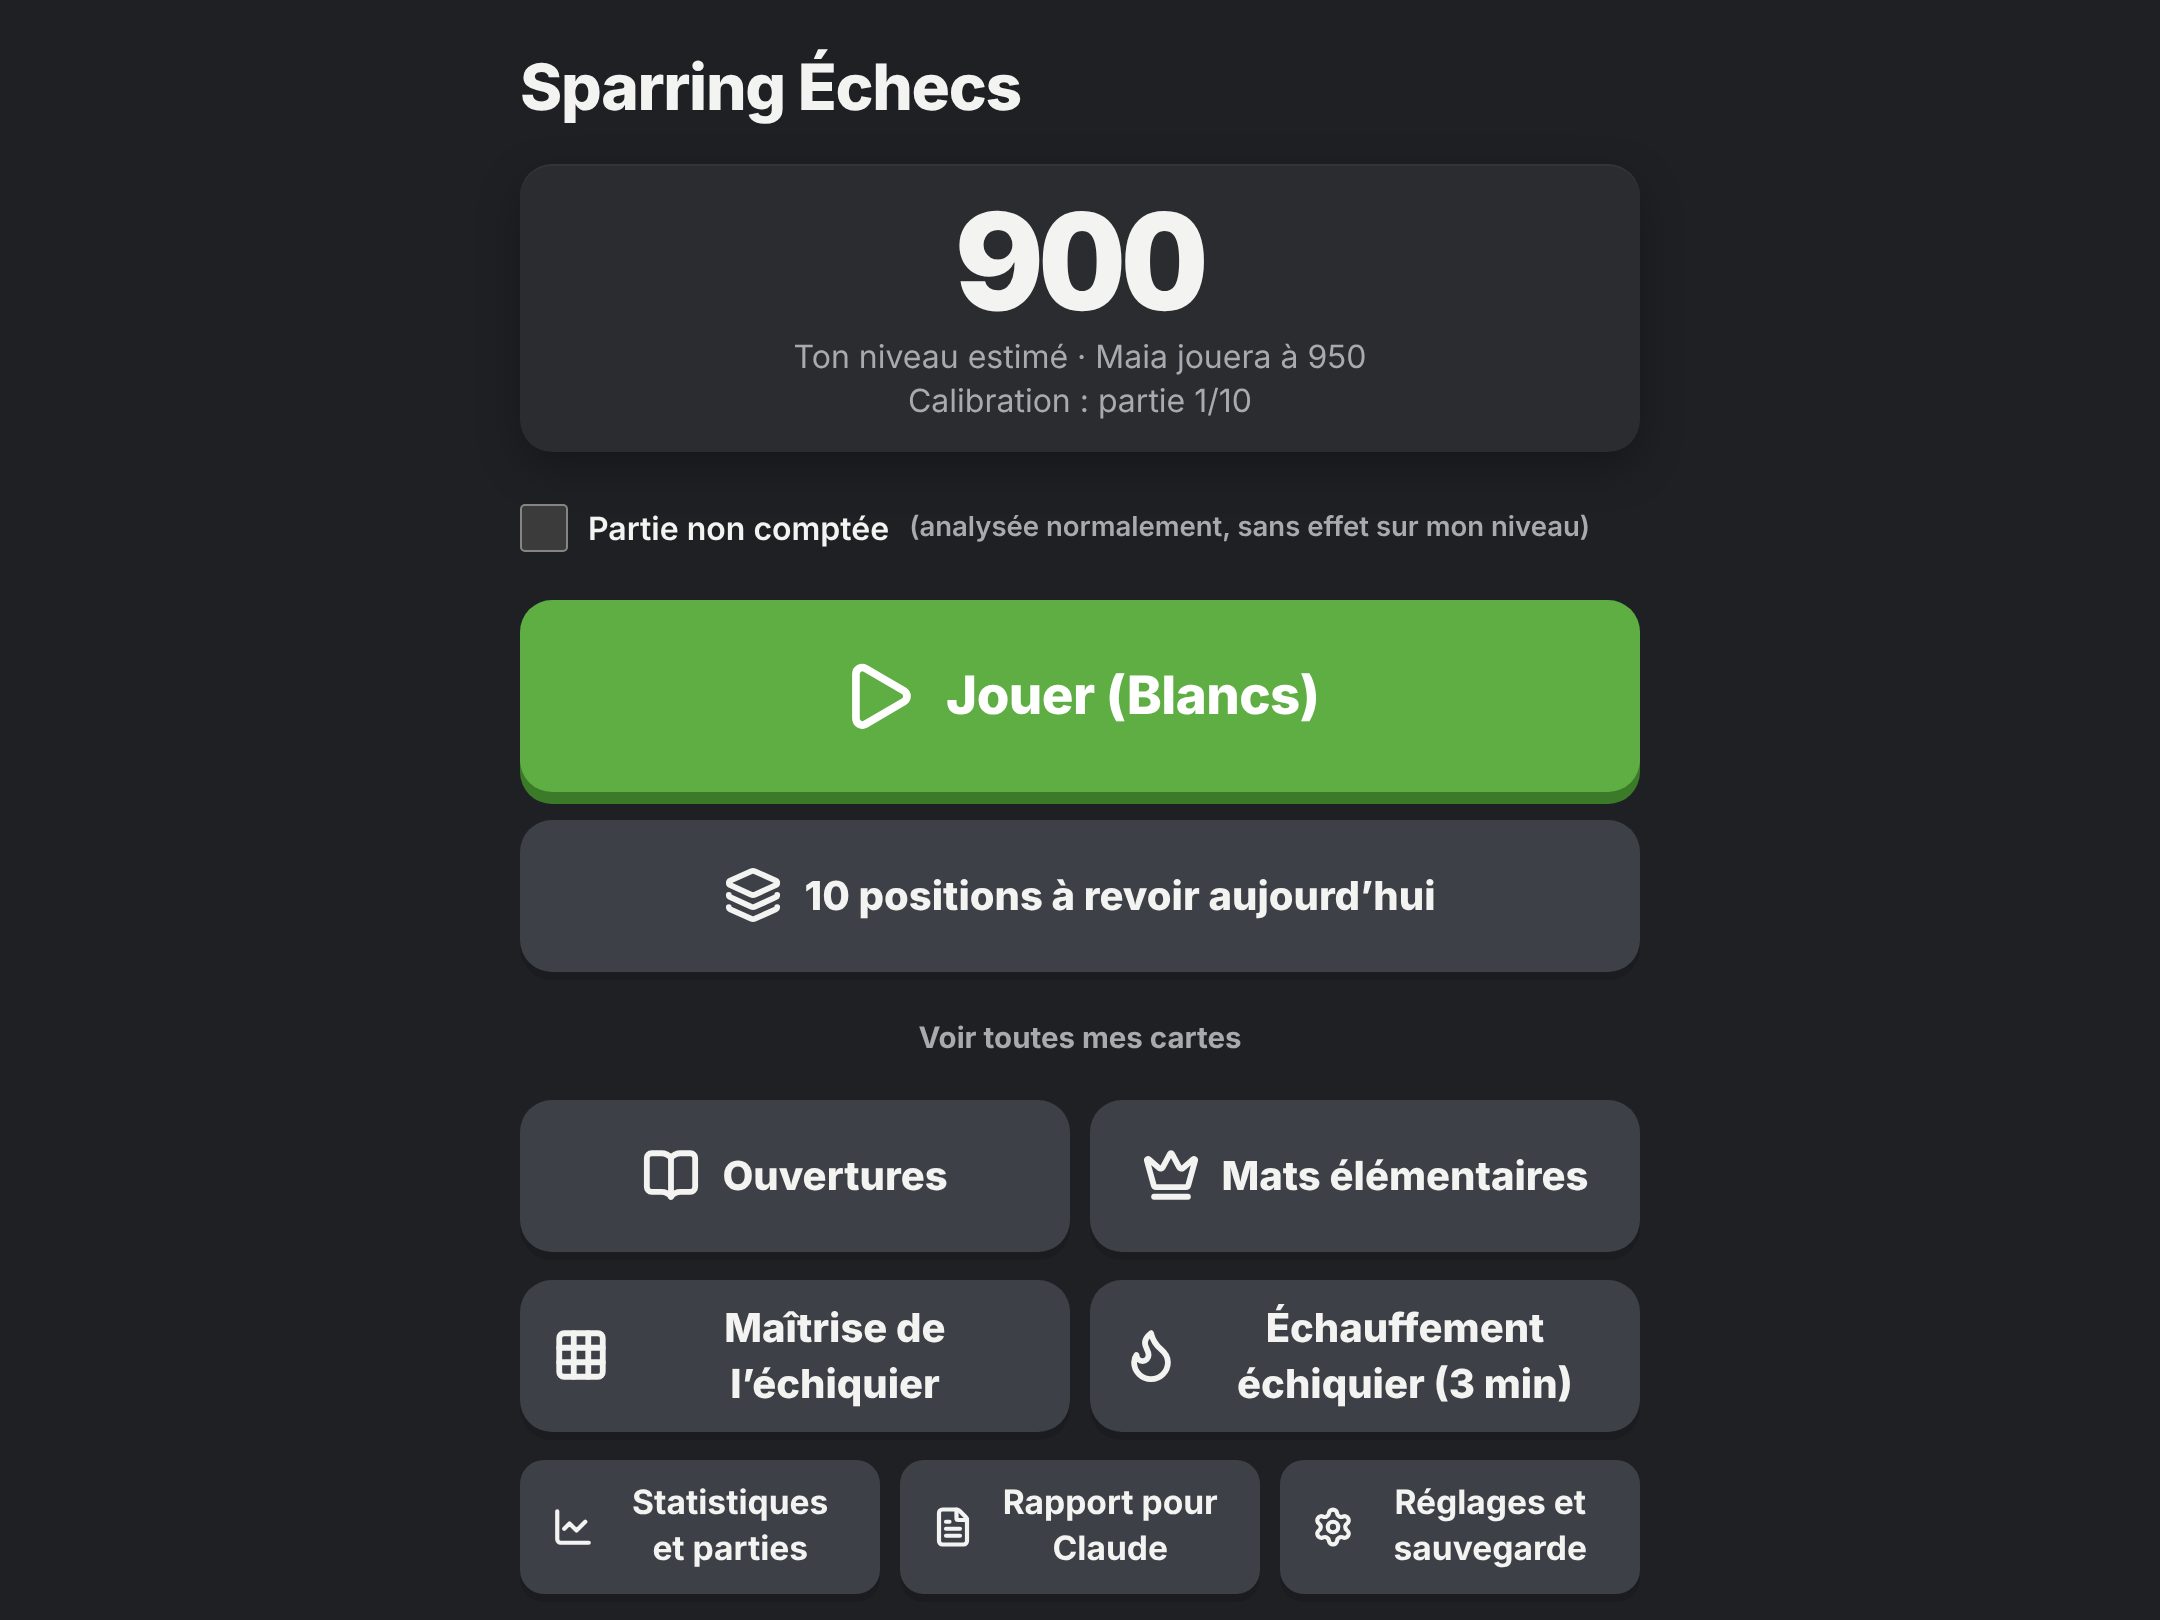 Sparring Échecs
900
Ton niveau estimé · Maia jouera à 950
Calibration : partie 1/10
Partie non comptée (analysée normalement, sans effet sur mon niveau)
Jouer (Blancs)
10 positions à revoir aujourd’hui
Voir toutes mes cartes
Ouvertures
Mats élémentaires
Maîtrise de
l’échiquier
Échauffement
échiquier (3 min)
Statistiques
et parties
Rapport pour
Claude
Réglages et
sauvegarde